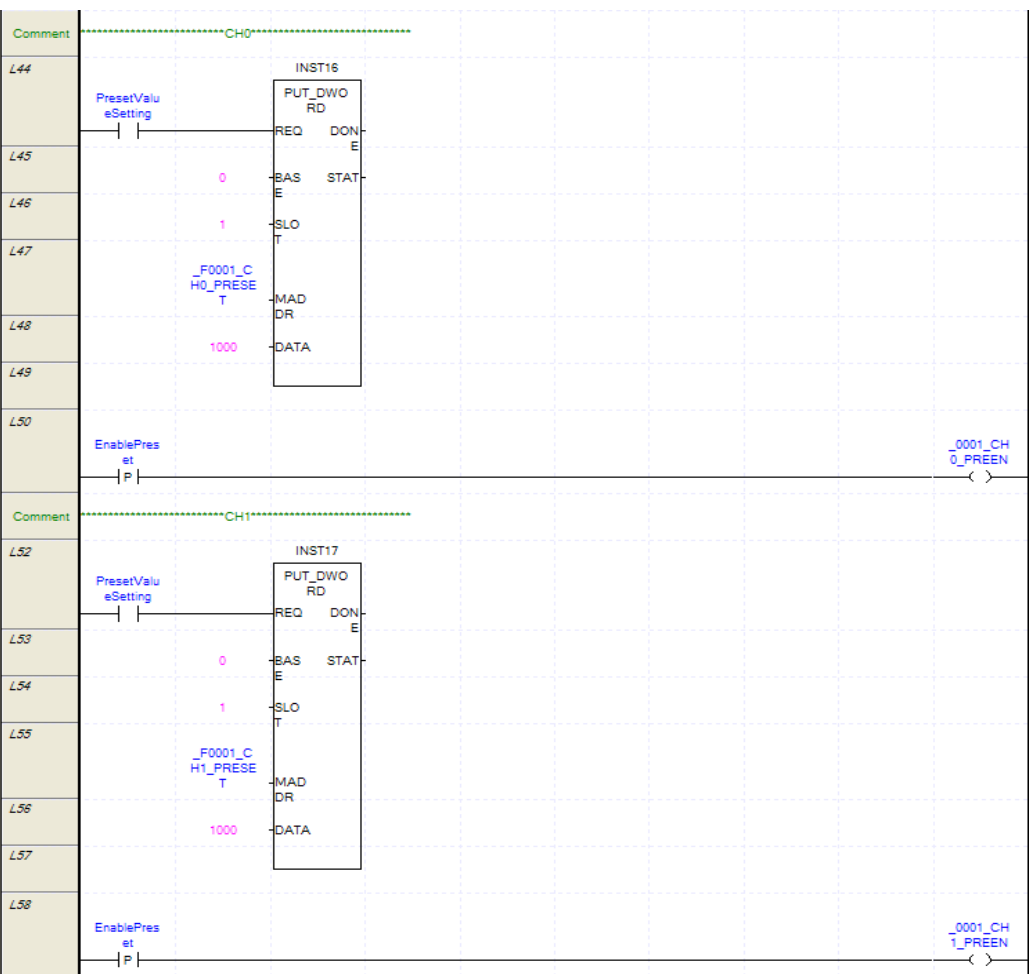 Comment
**************************CH0*****************************
L44
INST16
PUT_DWO
RD
PresetValu
eSetting
REQ DON
E
L45
0 BAS STAT
E
L46
1 SLO
T
L47
_F0001_C
H0_PRESE
T
MAD
DR
L48
1000 DATA
L49
L50
EnablePres
et
P
_0001_CH
0_PREEN
Comment
**************************CH1*****************************
L52
INST17
PUT_DWO
RD
PresetValu
eSetting
REQ DON
E
L53
0 BAS STAT
E
L54
1 SLO
T
L55
_F0001_C
H1_PRESE
T
MAD
DR
L56
1000 DATA
L57
L58
EnablePres
et
P
_0001_CH
1_PREEN